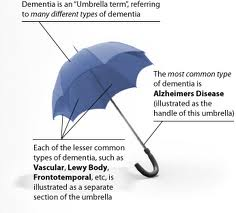 Dementia is an "Umbrella term", referring
to many different types of dementia
The most common type
of dementia is
Alzheimers Disease
(illustrated as the
handle of this umbrella)
Each of the lesser common
types of dementia, such as
Vascular, Lewy Body,
Frontotemporal, etc, is
illustrated as a separate
section of the umbrella